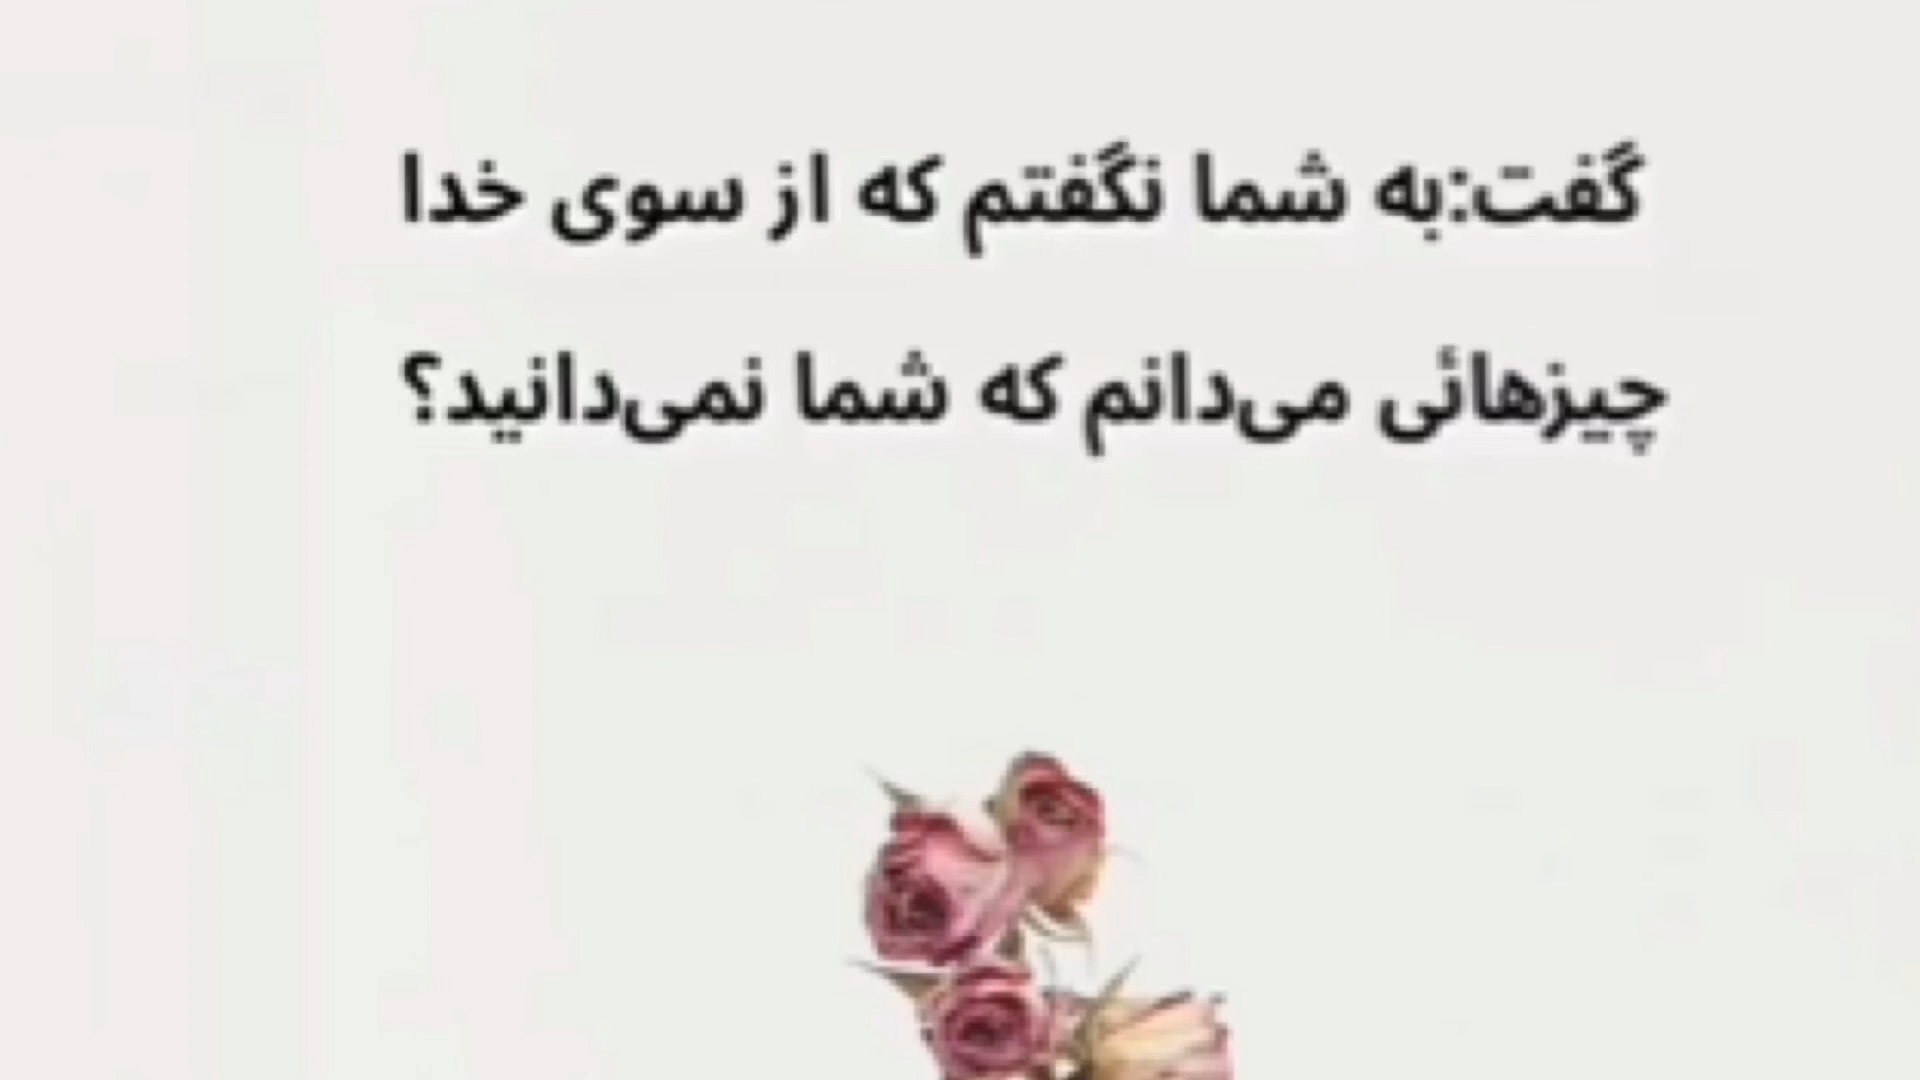 گفت:به شما نگفتم که از سوی خدا
چیزهائی می‌دانم که شما نمی‌دانید؟